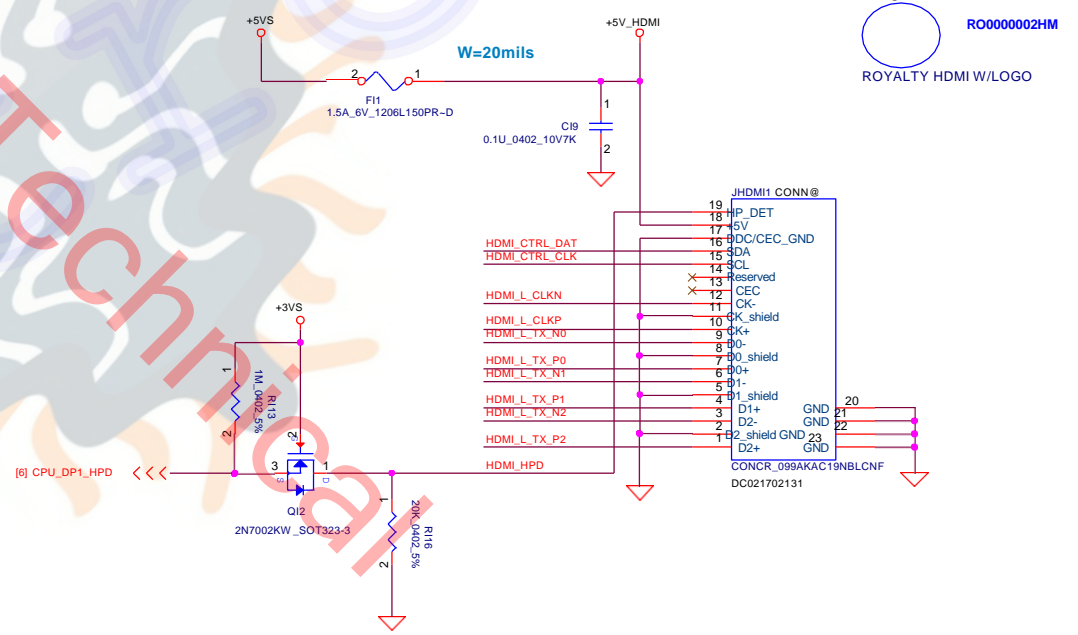 +5VS
+5V_HDMI
RO0000002HM
W=20mils
ROYALTY HDMI W/LOGO
2
1
FI1
1.5A_6V_1206L150PR~D
1
CI9
0.1U_0402_10V7K
2
JHDMI1 CONN@
19 HP_DET
18 +5V
17 DDC/CEC_GND
HDMI_CTRL_DAT 16 SDA
HDMI_CTRL_CLK 15 SCL
14 Reserved
13 CEC
HDMI_L_CLKN 12 CK-
11 CK_shield
HDMI_L_CLKP 10 CK+
HDMI_L_TX_N0 9 D0-
8 D0_shield
HDMI_L_TX_P0 7 D0+
HDMI_L_TX_N1 6 D1-
5 D1_shield
HDMI_L_TX_P1 4 D1+ GND 20
HDMI_L_TX_N2 3 D2- GND 21
2 D2_shield GND 22
HDMI_L_TX_P2 1 D2+ GND 23
HDMI_HPD
CONCR_099AKAC19NBLCNF
DC021702131
+3VS
1
RI13
1M_0402_5%
2
2
G
[6] CPU_DP1_HPD
3
S
1
D
QI2
2N7002KW_SOT323-3
1
RI16
20K_0402_5%
2
Technical